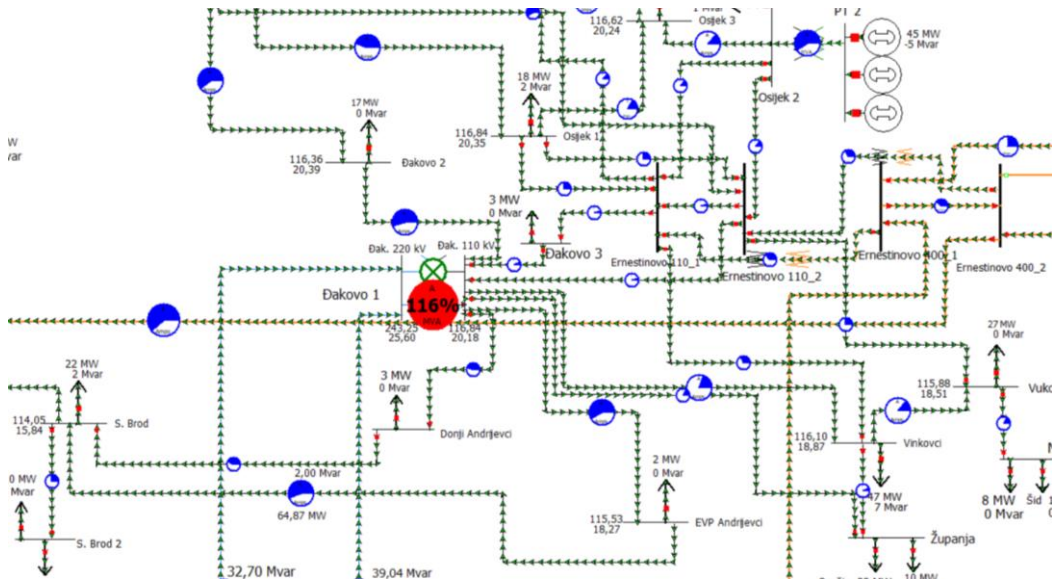 116,62
20,24
Osijek 3
PT 2
45 MW
-5 Mvar
Osijek 2
18 MW
2 Mvar
116,84
20,35
Osijek 1
17 MW
0 Mvar
116,36
20,39
Đakovo 2
W
var
3 MW
0 Mvar
Đakovo 3
Ernestinovo 110_1
Ernestinovo 110_2
Ernestinovo 400_1
Ernestinovo 400_2
Đak. 220 kV
Đak. 110 kV
Đakovo 1
116%
MVA
243,25
25,60
116,84
20,18
27 MW
0 Mvar
115,88
18,51
22 MW
2 Mvar
114,05
15,84
S. Brod
3 MW
0 Mvar
Donji Andrijevci
116,10
18,87
Vinkovci
2,00 Mvar
64,87 MW
0 MW
Mvar
S. Brod 2
2 MW
0 Mvar
115,53
18,27
EVP Andrijevci
47 MW
7 Mvar
8 MW
0 Mvar
Šid
Županja
10 MW
32,70 Mvar
39,04 Mvar